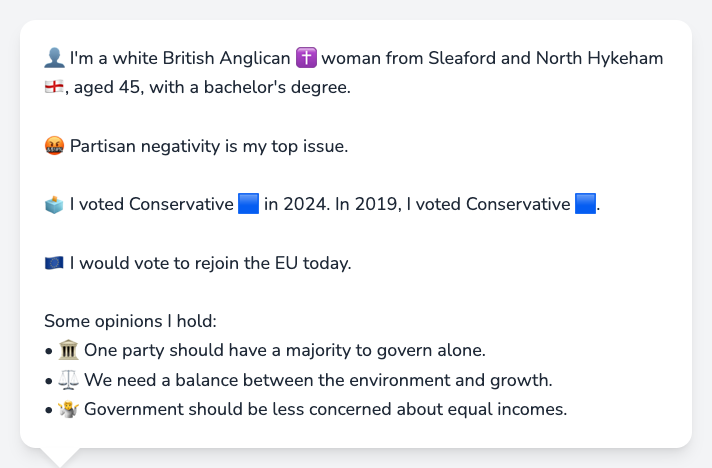 👤 I'm a white British Anglican ✝️ woman from Sleaford and North Hykeham
🏴󠁧󠁢󠁥󠁮󠁧󠁿, aged 45, with a bachelor's degree.
🤬 Partisan negativity is my top issue.
🗳️ I voted Conservative 🟦 in 2024. In 2019, I voted Conservative 🟦.
🇪🇺 I would vote to rejoin the EU today.
Some opinions I hold:
• 🏛️ One party should have a majority to govern alone.
• ⚖️ We need a balance between the environment and growth.
• 🤷 Government should be less concerned about equal incomes.